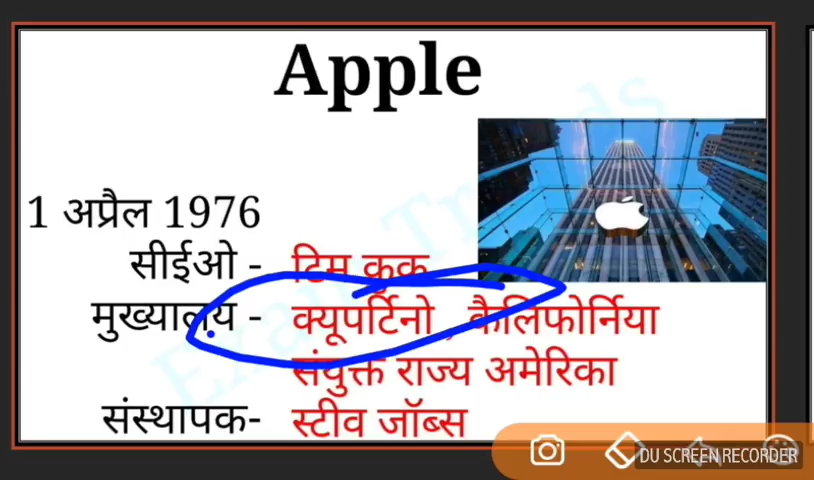 Apple
1 अप्रैल 1976
सीईओ - टिम कुक
मुख्यालय - क्यूपर्टिनो , कैलिफोर्निया
संयुक्त राज्य अमेरिका
संस्थापक- स्टीव जॉब्स
DU SCREEN RECORDER